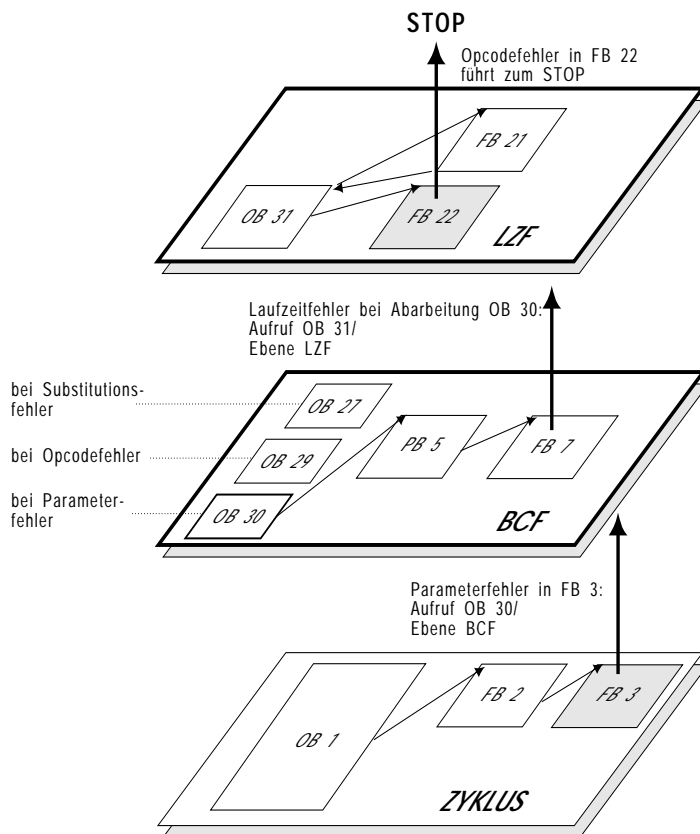 STOP
Opcodefehler in FB 22
führt zum STOP
FB 21
OB 31
FB 22
LZF
Laufzeitfehler bei Abarbeitung OB 30:
Aufruf OB 31/
Ebene LZF
bei Substitutions-
fehler
OB 27
bei Opcodefehler
OB 29
PB 5
FB 7
bei Parameter-
fehler
OB 30
BCF
Parameterfehler in FB 3:
Aufruf OB 30/
Ebene BCF
OB 1
FB 2
FB 3
ZYKLUS